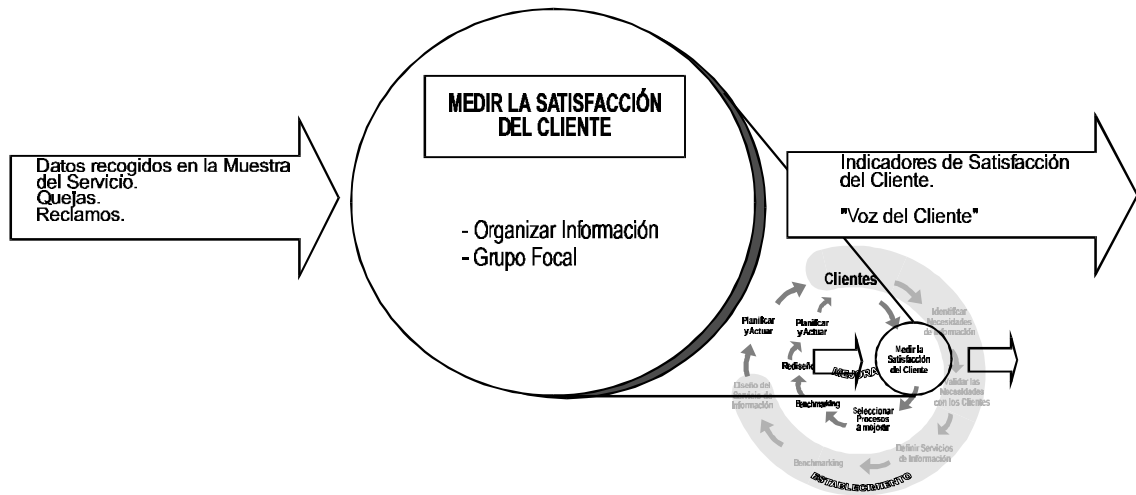 MEDIR LA SATISFACCIÓN
DEL CLIENTE
Datos recogidos en la Muestra
del Servicio.
Quejas.
Reclamos.
- Organizar Información
- Grupo Focal
Indicadores de Satisfacción
del Cliente.
"Voz del Cliente"
Clientes
Identificar
Necesidades
de Información
Validar las
Necesidades
con los Clientes
Definir Servicios
de Información
Benchmarking
Diseño del
Servicio de
Información
Planificar
y Actuar
ESTABLECIMIENTO
Medir la
Satisfacción
del Cliente
Seleccionar
Procesos
a mejorar
Benchmarking
Rediseño
Planificar
y Actuar
MEJORA